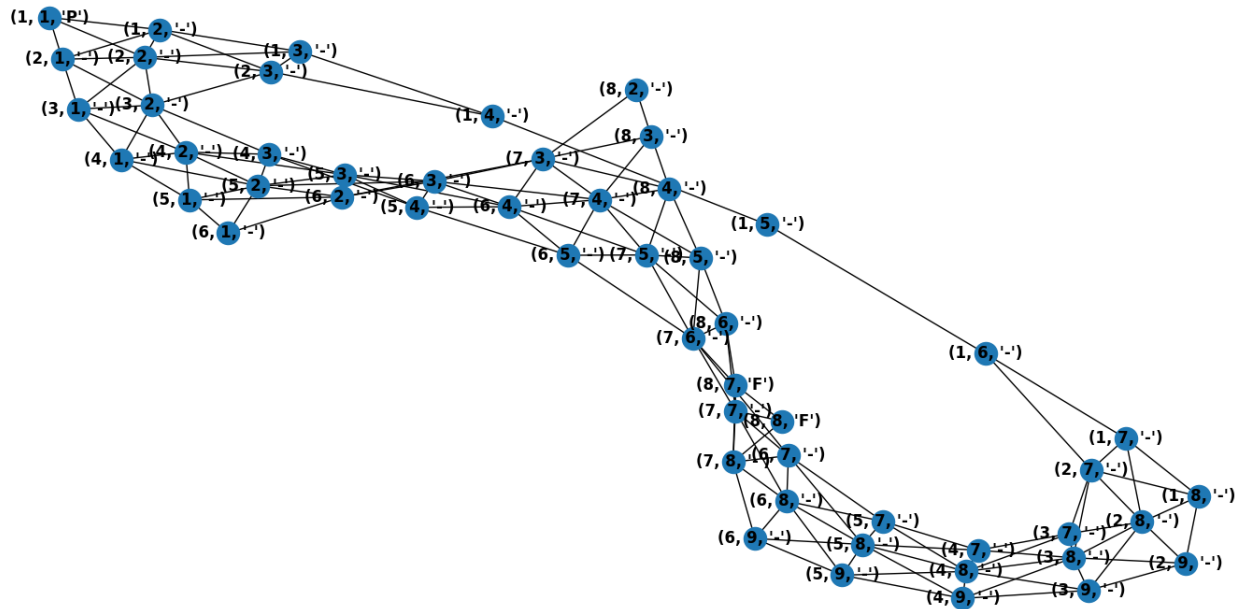 (1, 1, 'P')
(1, 2, '-')
(1, 3, '-')
(2, 1, '-')
(2, 2, '-')
(2, 3, '-')
(8, 2, '-')
(3, 1, '-')
(3, 2, '-')
(1, 4, '-')
(8, 3, '-')
(4, 1, '-')
(4, 2, '-')
(4, 3, '-')
(7, 3, '-')
(5, 3, '-')
(6, 3, '-')
(5, 2, '-')
(8, 4, '-')
(5, 1, '-')
(6, 2, '-')
(5, 4, '-')
(6, 4, '-')
(7, 4, '-')
(6, 1, '-')
(1, 5, '-')
(6, 5, '-')
(7, 5, '-')
(8, 5, '-')
(8, 6, '-')
(7, 6, '-')
(1, 6, '-')
(8, 7, 'F')
(7, 7, '-')
(8, 8, 'F')
(1, 7, '-')
(7, 8, '-')
(6, 7, '-')
(2, 7, '-')
(6, 8, '-')
(1, 8, '-')
(5, 7, '-')
(2, 8, '-')
(6, 9, '-')
(5, 8, '-')
(4, 7, '-')
(3, 7, '-')
(3, 8, '-')
(2, 9, '-')
(5, 9, '-')
(4, 8, '-')
(4, 9, '-')
(3, 9, '-')